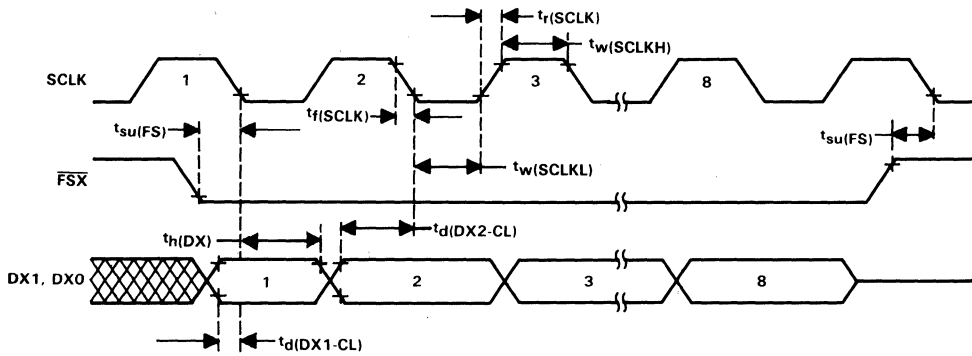 tr(SCLK)
tw(SCLKH)
SCLK 1 2 3 8
tf(SCLK)
tsu(FS) tsu(FS)
tw(SCLKL)
FSX
th(DX) td(DX2-CL)
DX1, DX0 1 2 3 8
td(DX1-CL)